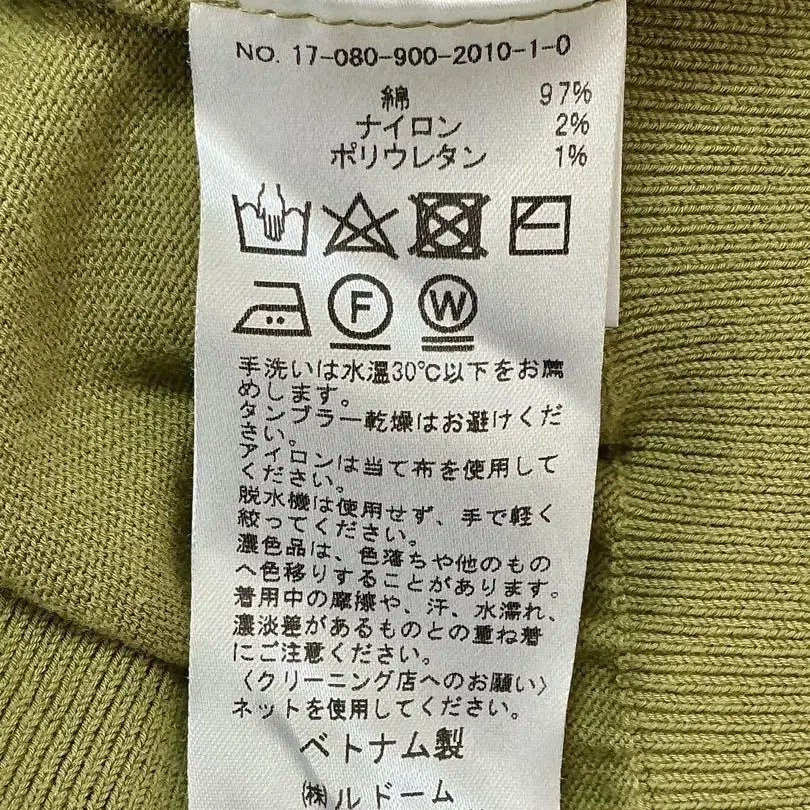 NO. 17-080-900-2010-1-0
綿 97%
ナイロン 2%
ポリウレタン 1%
F W
手洗いは水温30℃以下をお薦
めします。
タンブラー乾燥はお避けくだ
さい。
アイロンは当て布を使用して
ください。
脱水機は使用せず、手で軽く
絞ってください。
濃色品は、色落ちや他のもの
へ色移りすることがあります。
着用中の摩擦や、汗、水濡れ、
濃淡差があるものとの重ね着
にご注意ください。
〈クリーニング店へのお願い〉
ネットを使用してください。
ベトナム製
㈱ルドーム